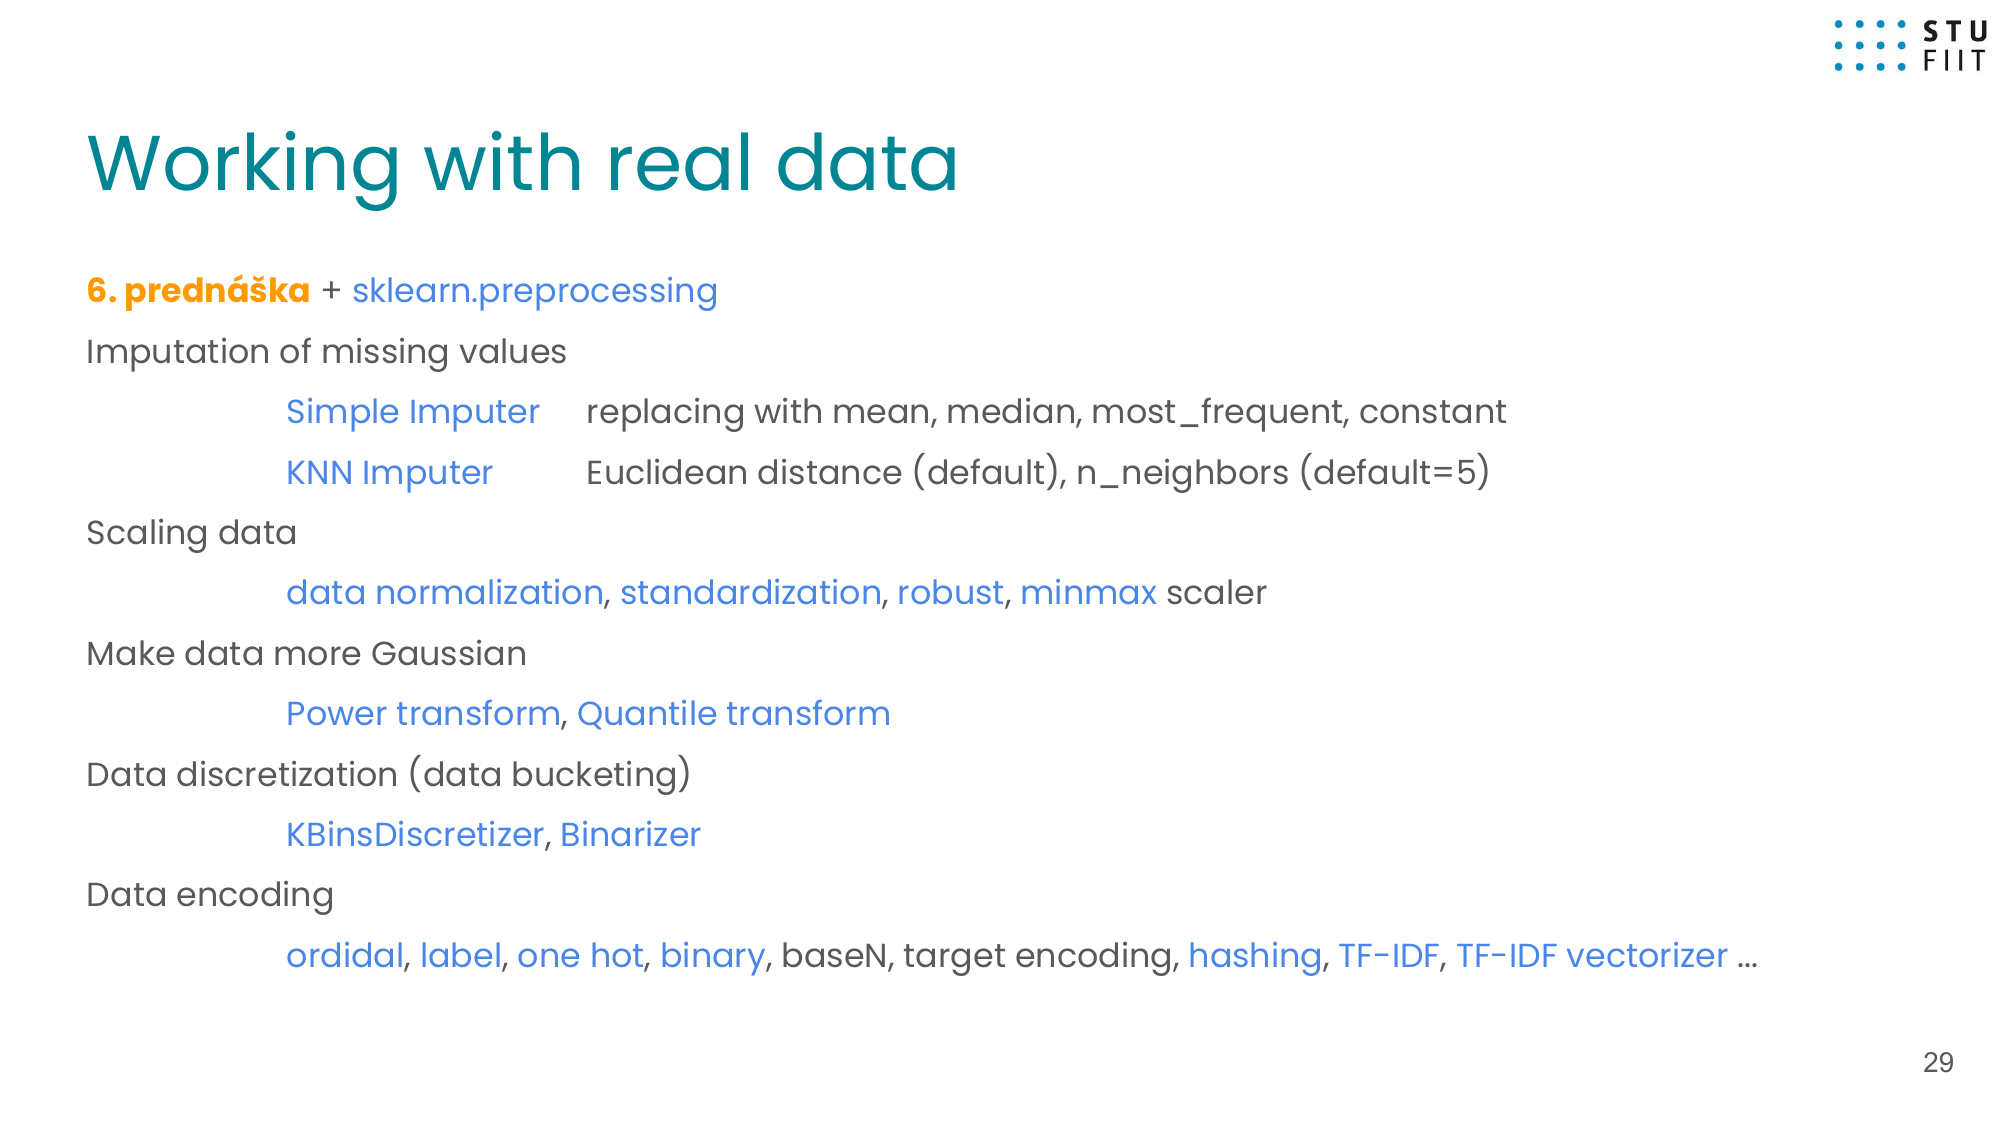 STU
FIIT
Working with real data
6. prednáška + sklearn.preprocessing
Imputation of missing values
Simple Imputer replacing with mean, median, most_frequent, constant
KNN Imputer Euclidean distance (default), n_neighbors (default=5)
Scaling data
data normalization, standardization, robust, minmax scaler
Make data more Gaussian
Power transform, Quantile transform
Data discretization (data bucketing)
KBinsDiscretizer, Binarizer
Data encoding
ordidal, label, one hot, binary, baseN, target encoding, hashing, TF-IDF, TF-IDF vectorizer ...
29